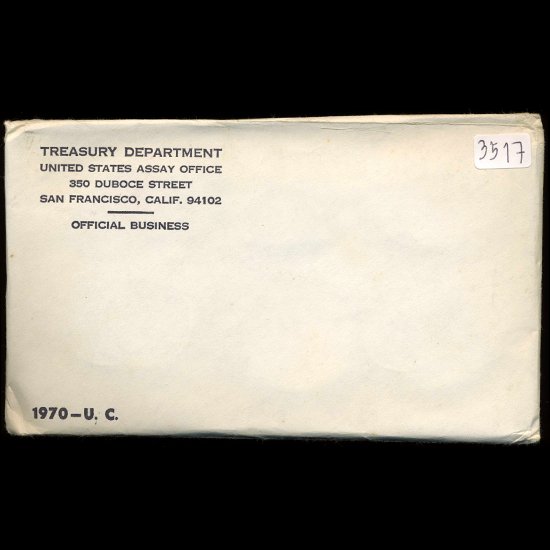 TREASURY DEPARTMENT
UNITED STATES ASSAY OFFICE
350 DUBOCE STREET
SAN FRANCISCO, CALIF. 94102
OFFICIAL BUSINESS
3517
1970-U. C.